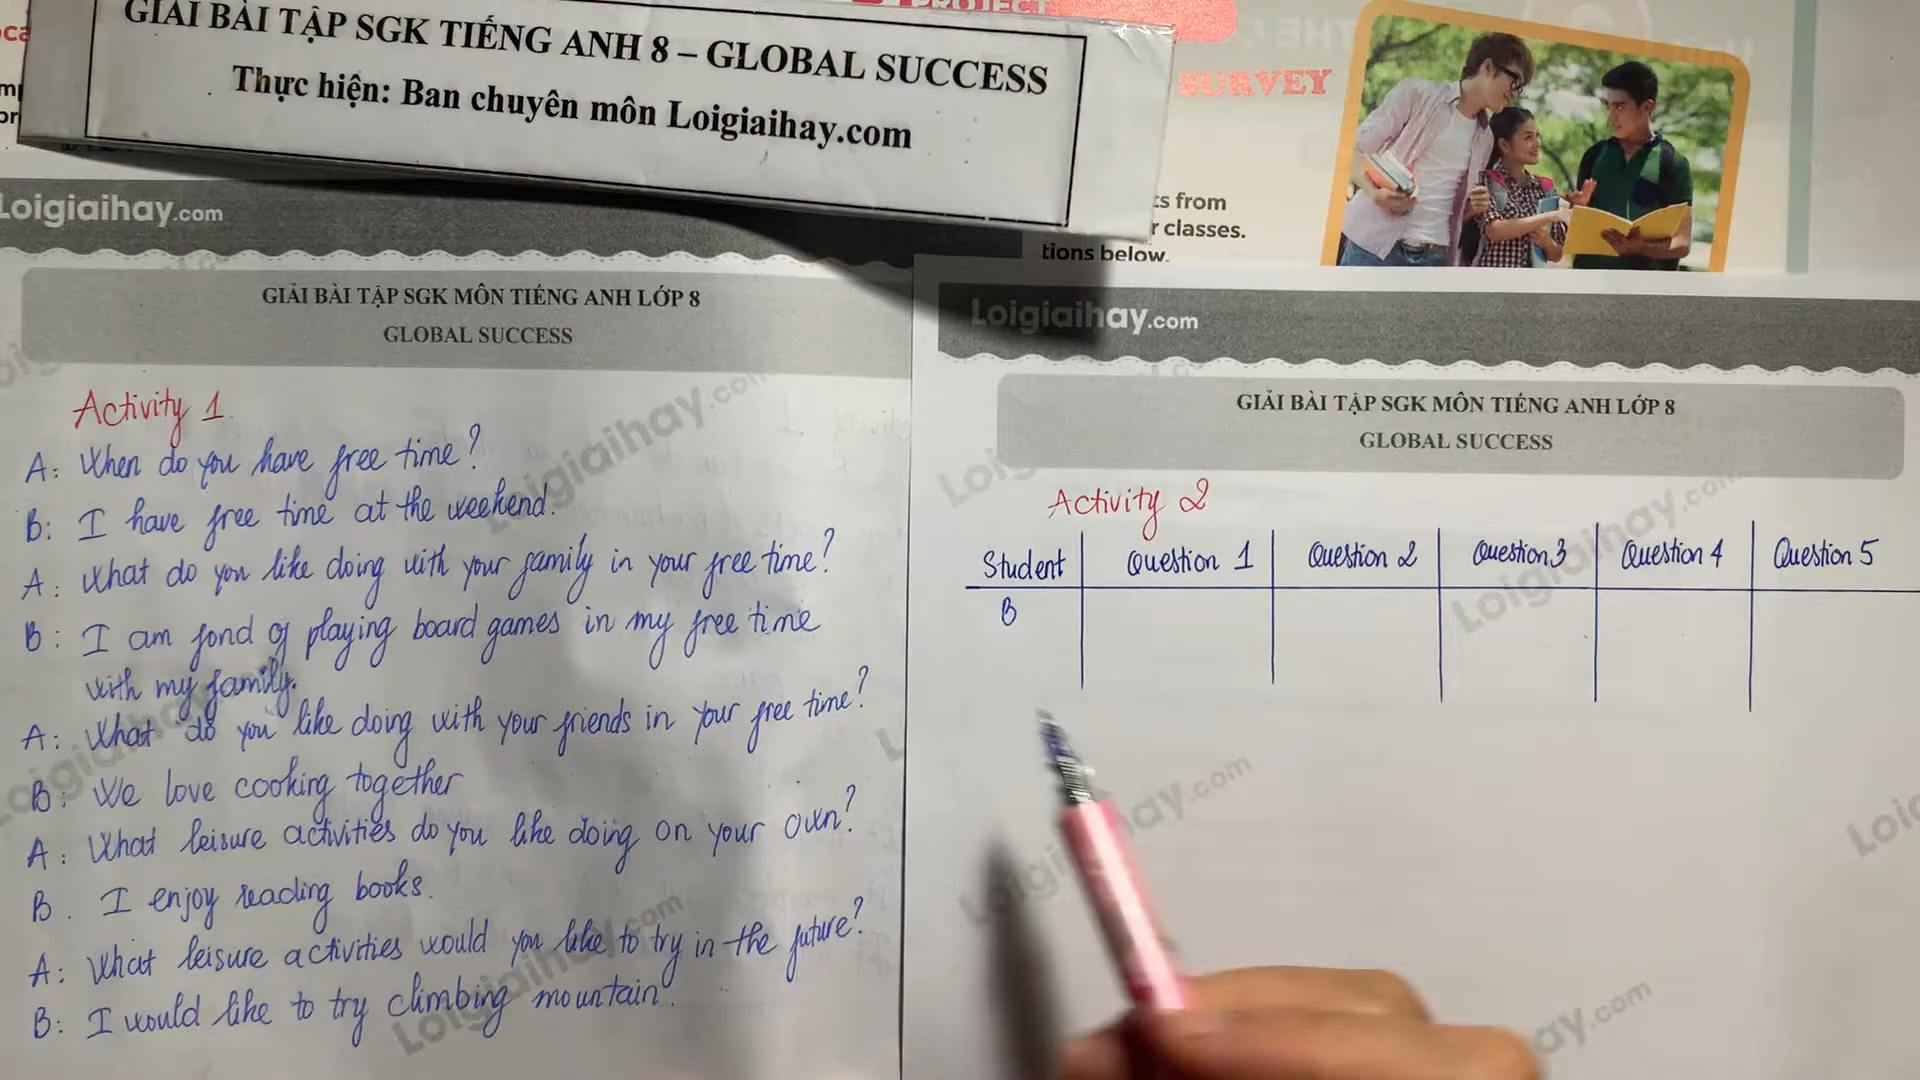 PROJECT
GIẢI BÀI TẬP SGK TIẾNG ANH 8 – GLOBAL SUCCESS
Thực hiện: Ban chuyên môn Loigiaihay.com
SURVEY
ts from
r classes.
tions below.
Loigiaihay.com
GIẢI BÀI TẬP SGK MÔN TIẾNG ANH LỚP 8
GLOBAL SUCCESS
Activity 1
A: When do you have free time?
B: I have free time at the weekend.
A: What do you like doing with your family in your free time?
B: I am fond of playing board games in my free time
with my family.
A: What do you like doing with your friends in your free time?
B: We love cooking together
A: What leisure activities do you like doing on your own?
B. I enjoy reading books.
A: What leisure activities would you like to try in the future?
B: I would like to try climbing mountain.
Loigiaihay.com
GIẢI BÀI TẬP SGK MÔN TIẾNG ANH LỚP 8
GLOBAL SUCCESS
Activity 2
Student Question 1 Question 2 Question 3 Question 4 Question 5
B